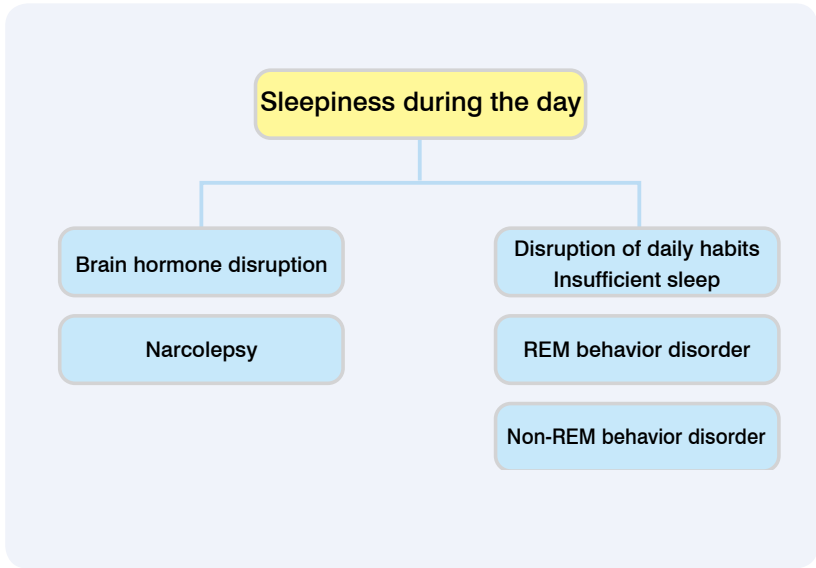 Sleepiness during the day
Brain hormone disruption
Narcolepsy
Disruption of daily habits
Insufficient sleep
REM behavior disorder
Non-REM behavior disorder